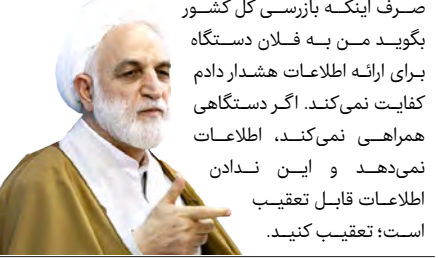 صرف اینکه بازرسی کل کشور
بگوید من به فلان دستگاه
برای ارائه اطلاعات هشدار دادم
کفایت نمی‌کند. اگر دستگاهی
همراهی نمی‌کند، اطلاعات
نمی‌دهد و این ندادن
اطلاعات قابل تعقیب
است؛ تعقیب کنید.